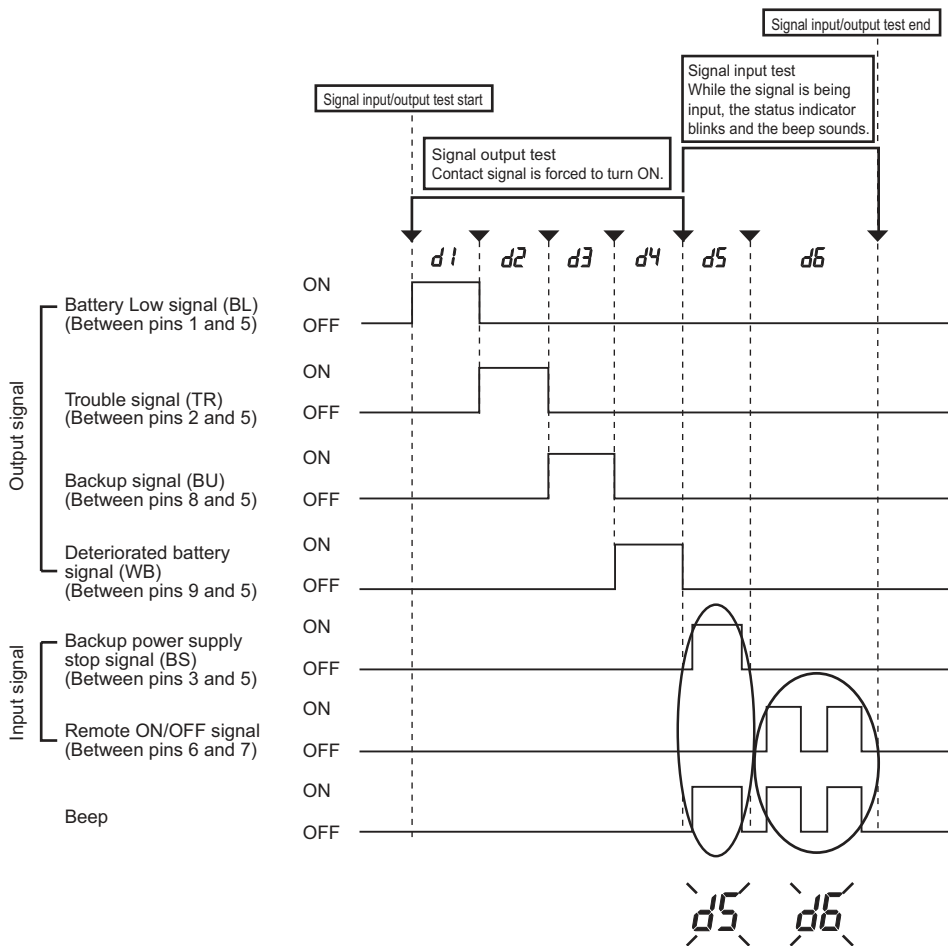 Signal input/output test end
Signal input test
While the signal is being
input, the status indicator
blinks and the beep sounds.
Signal input/output test start
Signal output test
Contact signal is forced to turn ON.
d1 d2 d3 d4 d5 d6
Output signal
Battery Low signal (BL)
(Between pins 1 and 5)
ON
OFF
Trouble signal (TR)
(Between pins 2 and 5)
ON
OFF
Backup signal (BU)
(Between pins 8 and 5)
ON
OFF
Deteriorated battery
signal (WB)
(Between pins 9 and 5)
ON
OFF
Input signal
Backup power supply
stop signal (BS)
(Between pins 3 and 5)
ON
OFF
Remote ON/OFF signal
(Between pins 6 and 7)
ON
OFF
Beep
ON
OFF
d5 d6